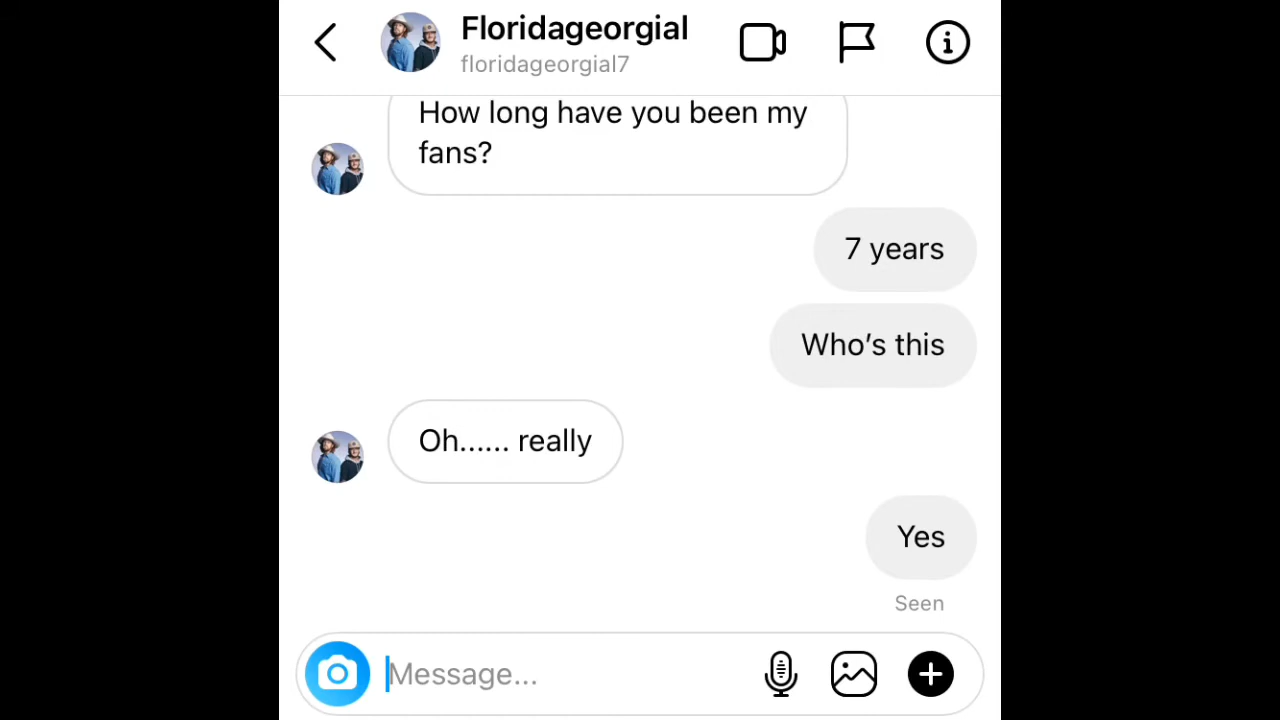 Floridageorgial
floridageorgial7
How long have you been my
fans?
7 years
Who's this
Oh...... really
Yes
Seen
Message...